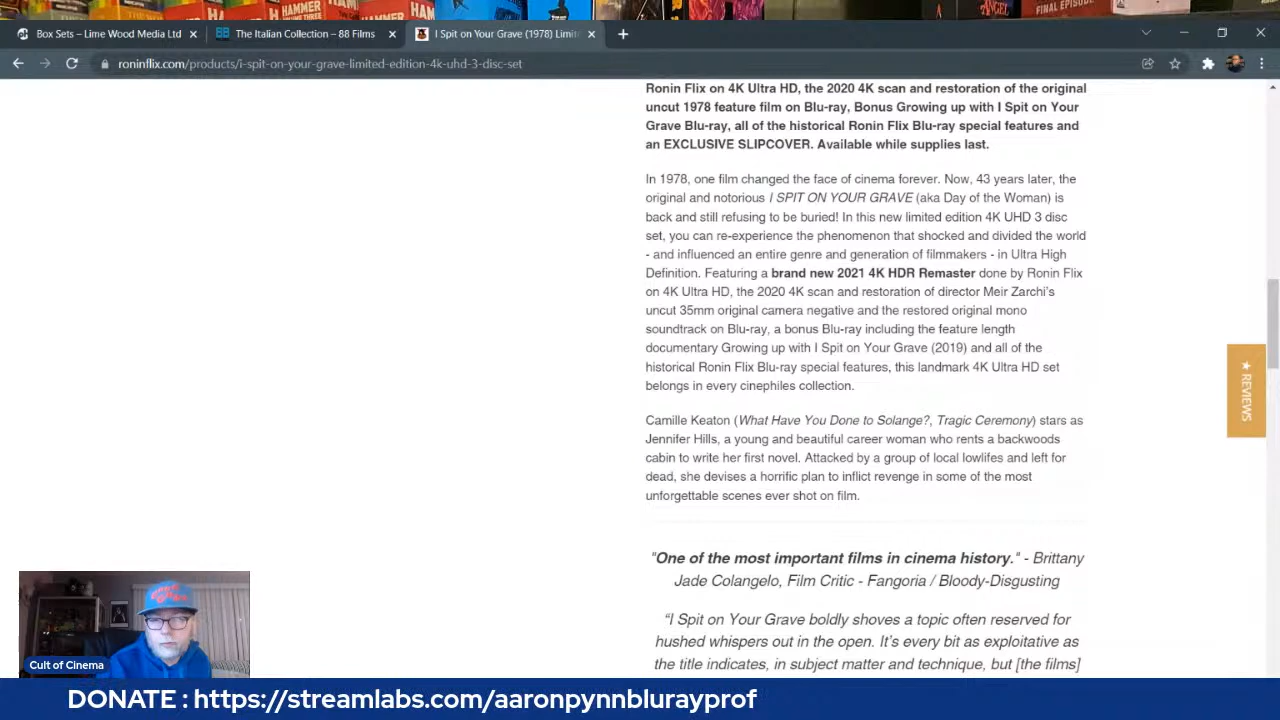 HAMMER
HAMMER
HAMMER
ANGEL
FINAL EPISODE
Box Sets – Lime Wood Media Ltd
The Italian Collection – 88 Films
I Spit on Your Grave (1978) Limi
roninflix.com/products/i-spit-on-your-grave-limited-edition-4k-uhd-3-disc-set
Ronin Flix on 4K Ultra HD, the 2020 4K scan and restoration of the original
uncut 1978 feature film on Blu-ray, Bonus Growing up with I Spit on Your
Grave Blu-ray, all of the historical Ronin Flix Blu-ray special features and
an EXCLUSIVE SLIPCOVER. Available while supplies last.
In 1978, one film changed the face of cinema forever. Now, 43 years later, the
original and notorious I SPIT ON YOUR GRAVE (aka Day of the Woman) is
back and still refusing to be buried! In this new limited edition 4K UHD 3 disc
set, you can re-experience the phenomenon that shocked and divided the world
- and influenced an entire genre and generation of filmmakers - in Ultra High
Definition. Featuring a brand new 2021 4K HDR Remaster done by Ronin Flix
on 4K Ultra HD, the 2020 4K scan and restoration of director Meir Zarchi's
uncut 35mm original camera negative and the restored original mono
soundtrack on Blu-ray, a bonus Blu-ray including the feature length
documentary Growing up with I Spit on Your Grave (2019) and all of the
historical Ronin Flix Blu-ray special features, this landmark 4K Ultra HD set
belongs in every cinephiles collection.
★ REVIEWS
Camille Keaton (What Have You Done to Solange?, Tragic Ceremony) stars as
Jennifer Hills, a young and beautiful career woman who rents a backwoods
cabin to write her first novel. Attacked by a group of local lowlifes and left for
dead, she devises a horrific plan to inflict revenge in some of the most
unforgettable scenes ever shot on film.
"One of the most important films in cinema history." - Brittany
Jade Colangelo, Film Critic - Fangoria / Bloody-Disgusting
“I Spit on Your Grave boldly shoves a topic often reserved for
hushed whispers out in the open. It’s every bit as exploitative as
the title indicates, in subject matter and technique, but [the films]
Cult of Cinema
DONATE : https://streamlabs.com/aaronpynnblurayprof